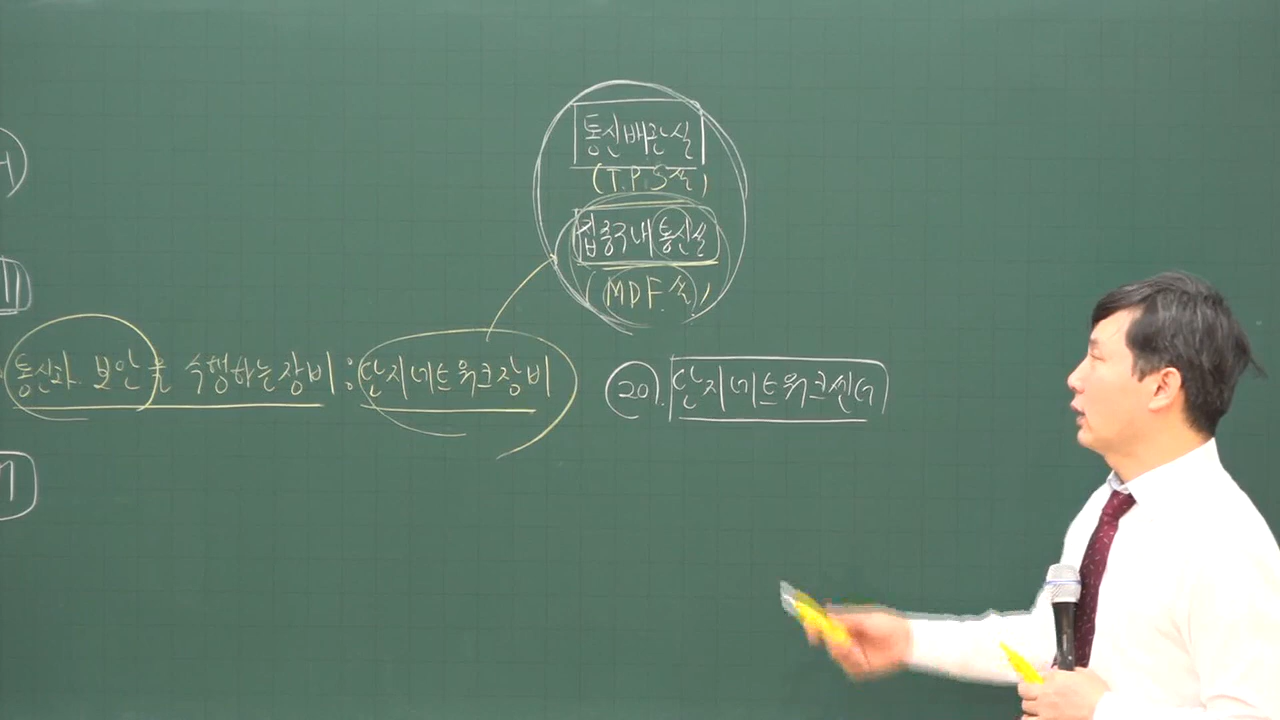 통신배관실
(T.P.S실)
집중구내통신실
(MDF실)
통신과 보안을 수행하는 장비 : 단지네트워크장비
20). 단지네트워크센터